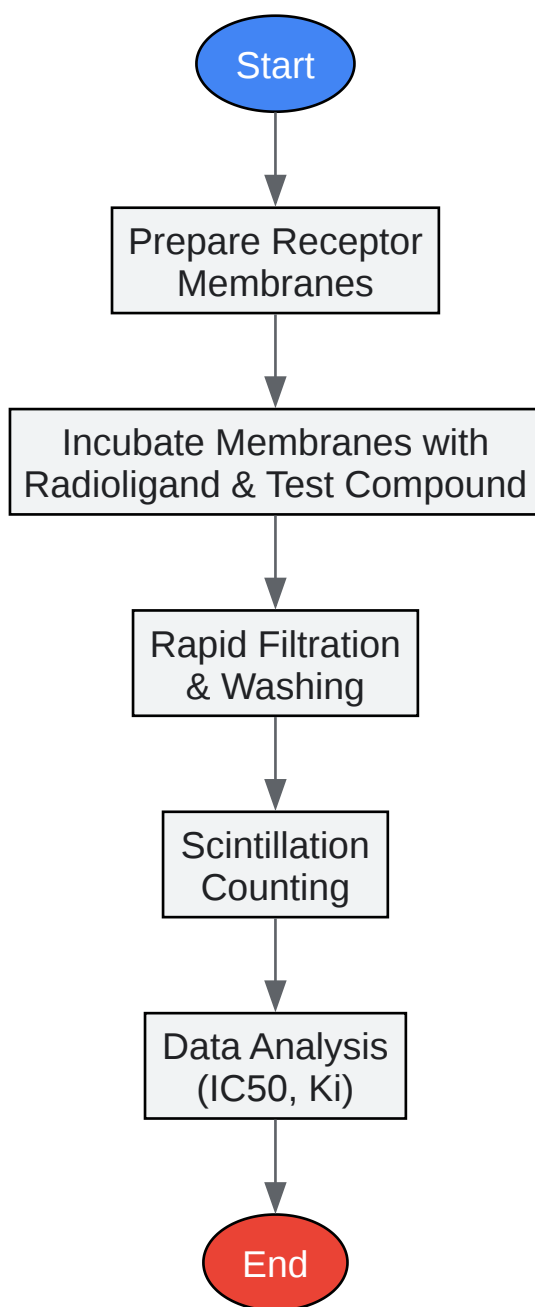 Start
Prepare Receptor
Membranes
Incubate Membranes with
Radioligand & Test Compound
Rapid Filtration
& Washing
Scintillation
Counting
Data Analysis
(IC50, Ki)
End